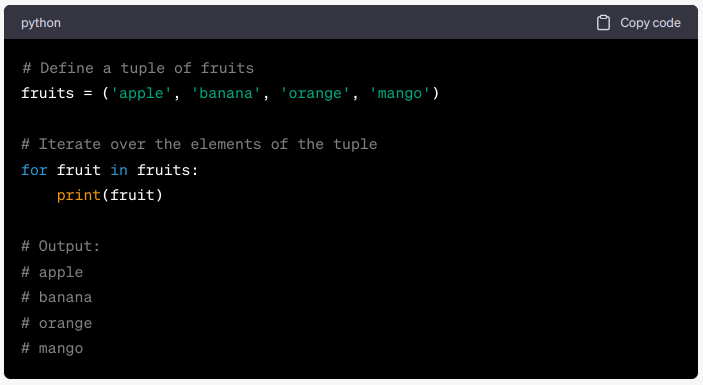 python
Copy code
# Define a tuple of fruits
fruits = ('apple', 'banana', 'orange', 'mango')
# Iterate over the elements of the tuple
for fruit in fruits:
    print(fruit)
# Output:
# apple
# banana
# orange
# mango